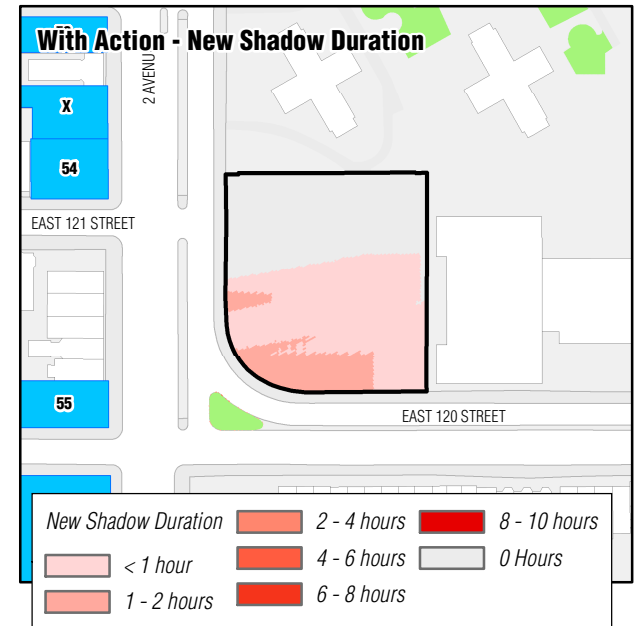 With Action - New Shadow Duration
2 AVENU
X
54
EAST 121 STREET
55
EAST 120 STREET
New Shadow Duration
< 1 hour
1 - 2 hours
2 - 4 hours
4 - 6 hours
6 - 8 hours
8 - 10 hours
0 Hours